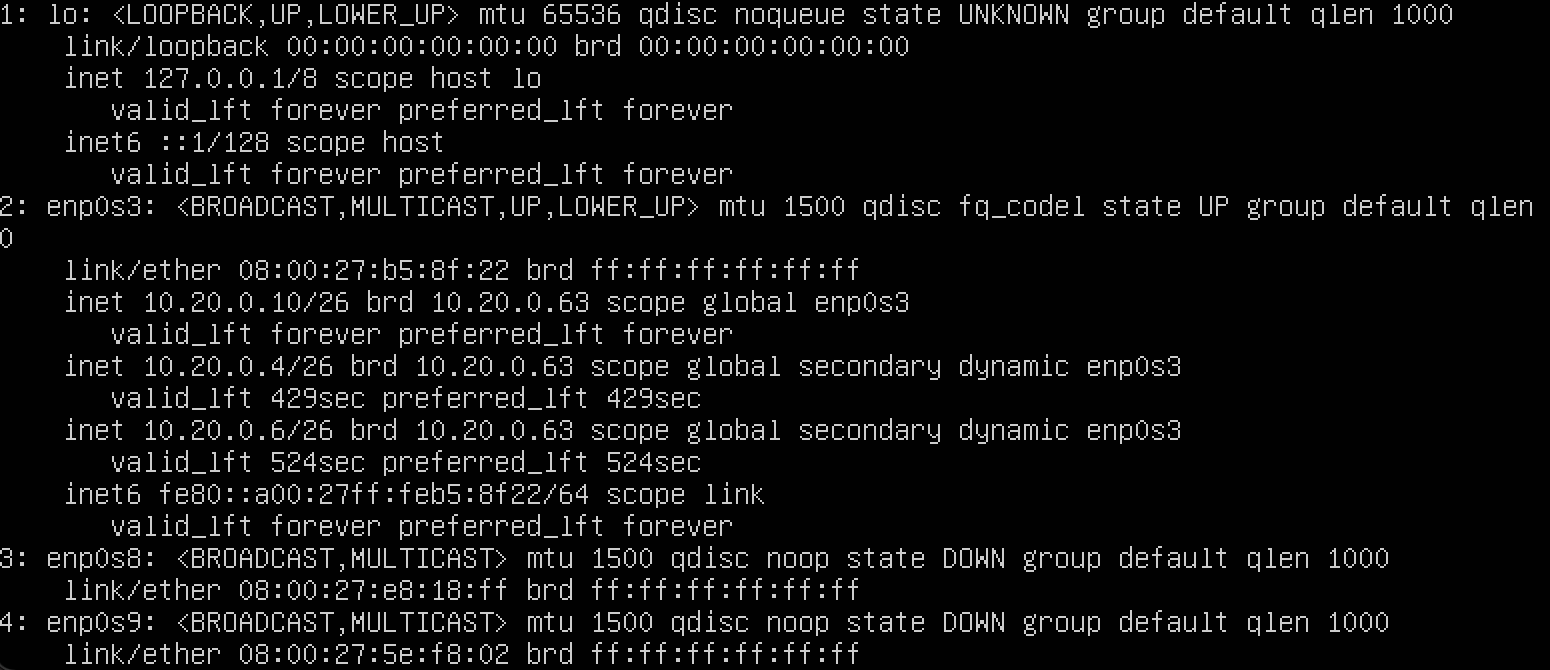 1: lo: <LOOPBACK,UP,LOWER_UP> mtu 65536 qdisc noqueue state UNKNOWN group default qlen 1000
    link/loopback 00:00:00:00:00:00 brd 00:00:00:00:00:00
    inet 127.0.0.1/8 scope host lo
       valid_lft forever preferred_lft forever
    inet6 ::1/128 scope host
       valid_lft forever preferred_lft forever
2: enp0s3: <BROADCAST,MULTICAST,UP,LOWER_UP> mtu 1500 qdisc fq_codel state UP group default qlen
0
    link/ether 08:00:27:b5:8f:22 brd ff:ff:ff:ff:ff:ff
    inet 10.20.0.10/26 brd 10.20.0.63 scope global enp0s3
       valid_lft forever preferred_lft forever
    inet 10.20.0.4/26 brd 10.20.0.63 scope global secondary dynamic enp0s3
       valid_lft 429sec preferred_lft 429sec
    inet 10.20.0.6/26 brd 10.20.0.63 scope global secondary dynamic enp0s3
       valid_lft 524sec preferred_lft 524sec
    inet6 fe80::a00:27ff:feb5:8f22/64 scope link
       valid_lft forever preferred_lft forever
3: enp0s8: <BROADCAST,MULTICAST> mtu 1500 qdisc noop state DOWN group default qlen 1000
    link/ether 08:00:27:e8:18:ff brd ff:ff:ff:ff:ff:ff
4: enp0s9: <BROADCAST,MULTICAST> mtu 1500 qdisc noop state DOWN group default qlen 1000
    link/ether 08:00:27:5e:f8:02 brd ff:ff:ff:ff:ff:ff